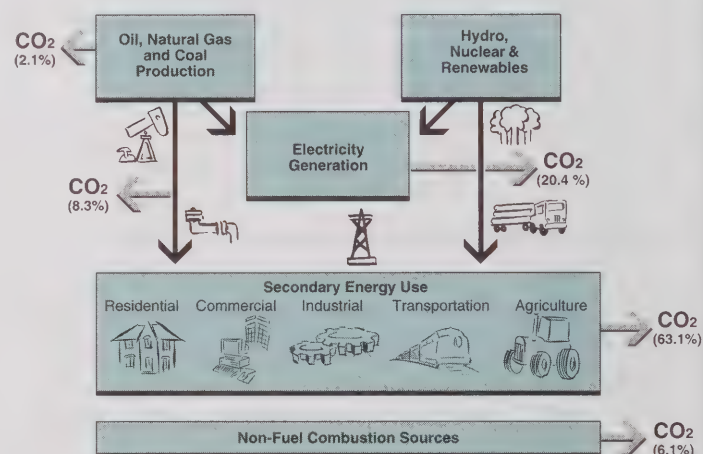 CO2
(2.1%)
Oil, Natural Gas
and Coal
Production
Hydro,
Nuclear &
Renewables
Electricity
Generation
CO2
(20.4 %)
CO2
(8.3%)
Secondary Energy Use
Residential Commercial Industrial Transportation Agriculture
CO2
(63.1%)
Non-Fuel Combustion Sources
CO2
(6.1%)